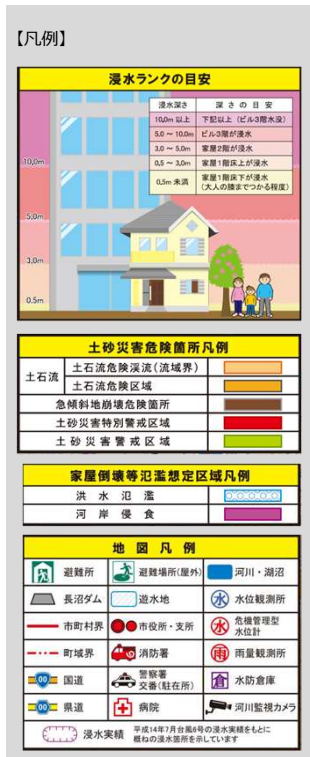 【凡例】
浸水ランクの目安
浸水深さ 深さの目安
10.0m 以上 下記以上（ビル3階水没）
5.0 ~ 10.0m ビル3階が浸水
3.0 ~ 5.0m 家屋2階が浸水
0.5 ~ 3.0m 家屋1階床上が浸水
0.5m 未満 家屋1階床下が浸水
（大人の膝までつかる程度）
10.0m
5.0m
3.0m
0.5m
土砂災害危険箇所凡例
土石流 土石流危険渓流（流域界）
土石流危険区域
急傾斜地崩壊危険箇所
土砂災害特別警戒区域
土砂災害警戒区域
家屋倒壊等氾濫想定区域凡例
洪水氾濫
河岸侵食
地図凡例
避難所 避難場所(屋外) 河川・湖沼
長沼ダム 遊水地 水 水位観測所
市町村界 市役所・支所 水 危機管理型
水位計
町域界 消防署 雨 雨量観測所
00 国道 警察署
交番(駐在所) 倉 水防倉庫
00 県道 病院 河川監視カメラ
浸水実績 平成14年7月台風6号の浸水実績をもとに
概ねの浸水箇所を示しています